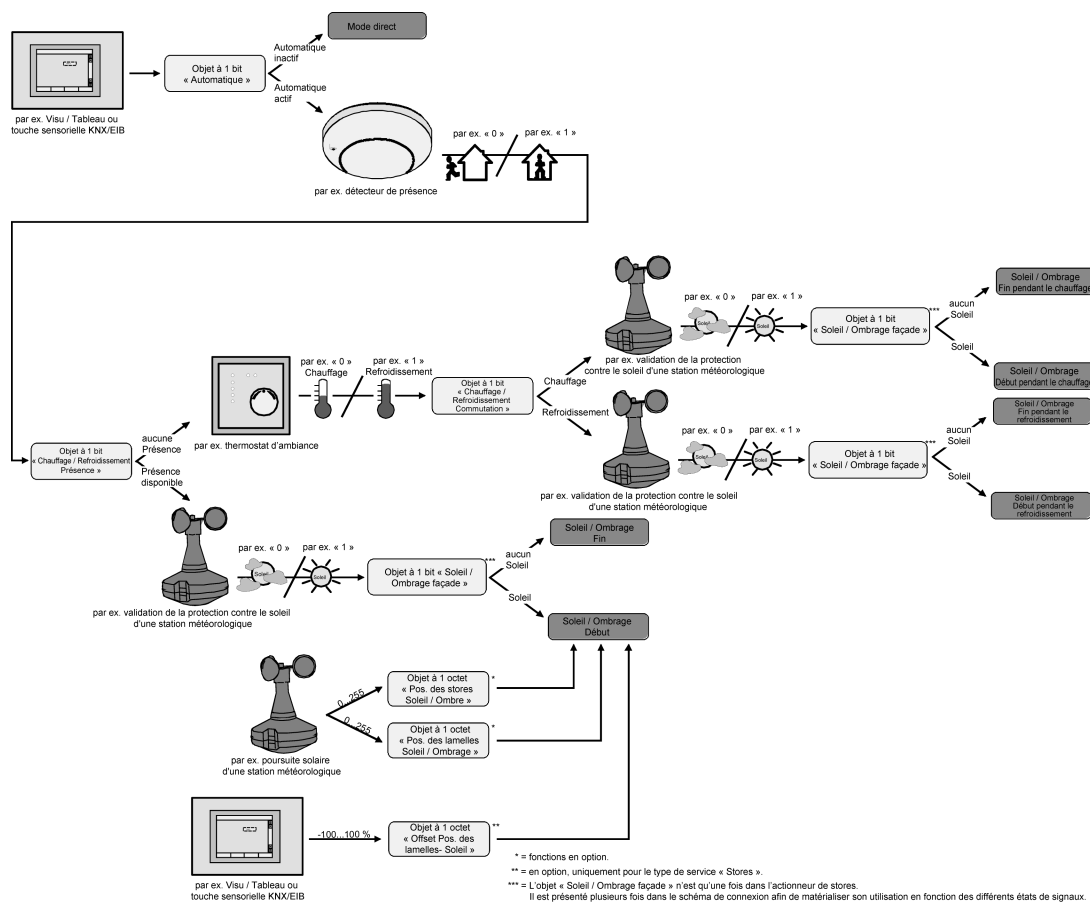 Mode direct
Automatique
inactif
Objet à 1 bit
« Automatique »
Automatique
actif
par ex. Visu / Tableau ou
touche sensorielle KNX/EIB
par ex. « 0 »
par ex. « 1 »
par ex. détecteur de présence
Soleil / Ombrage
Fin pendant le chauffage
par ex. « 0 »
par ex. « 1 »
aucun
Soleil
Soleil
Soleil
Objet à 1 bit
« Soleil / Ombrage façade »
***
Soleil
par ex. validation de la protection
contre le soleil d'une station météorologique
Soleil / Ombrage
Début pendant le chauffage
par ex. « 0 »
Chauffage
par ex. « 1 »
Refroidissement
Objet à 1 bit
« Chauffage /
Refroidissement
Commutation »
Chauffage
Refroidissement
par ex. thermostat d'ambiance
Soleil / Ombrage
Fin pendant le
refroidissement
par ex. « 0 »
par ex. « 1 »
aucun
Soleil
Soleil
Soleil
Objet à 1 bit
« Soleil / Ombrage façade »
***
Soleil
par ex. validation de la protection contre le soleil
d'une station météorologique
Soleil / Ombrage
Début pendant le
refroidissement
aucune
Présence
Objet à 1 bit
« Chauffage / Refroidissement
Présence »
Présence
disponible
Soleil / Ombrage
Fin
par ex. « 0 »
par ex. « 1 »
aucun
Soleil
Soleil
Soleil
Objet à 1 bit « Soleil /
Ombrage façade »
***
Soleil
par ex. validation de la protection contre le soleil
d'une station météorologique
Soleil / Ombrage
Début
0...255
Objet à 1 octet
« Pos. des stores
Soleil / Ombre »
*
0...255
Objet à 1 octet
« Pos. des lamelles
Soleil / Ombrage »
*
par ex. poursuite solaire
d'une station météorologique
-100...100 %
Objet à 1 octet
« Offset Pos. des
lamelles- Soleil »
**
par ex. Visu / Tableau ou
touche sensorielle KNX/EIB
* = fonctions en option.
** = en option, uniquement pour le type de service « Stores ».
*** = L'objet « Soleil / Ombrage façade » n'est qu'une fois dans l'actionneur de stores.
Il est présenté plusieurs fois dans le schéma de connexion afin de matérialiser son utilisation en fonction des différents états de signaux.